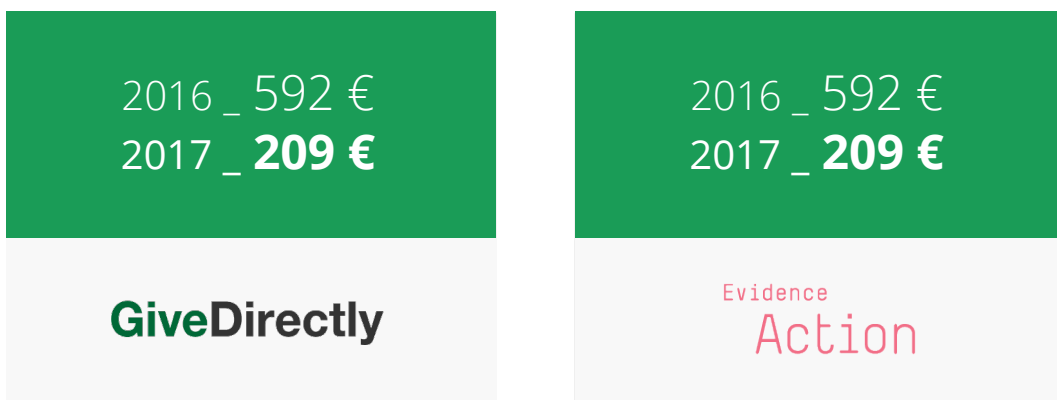 2016 _ 592 €
2017 _ 209 €
GiveDirectly
2016 _ 592 €
2017 _ 209 €
Evidence
Action